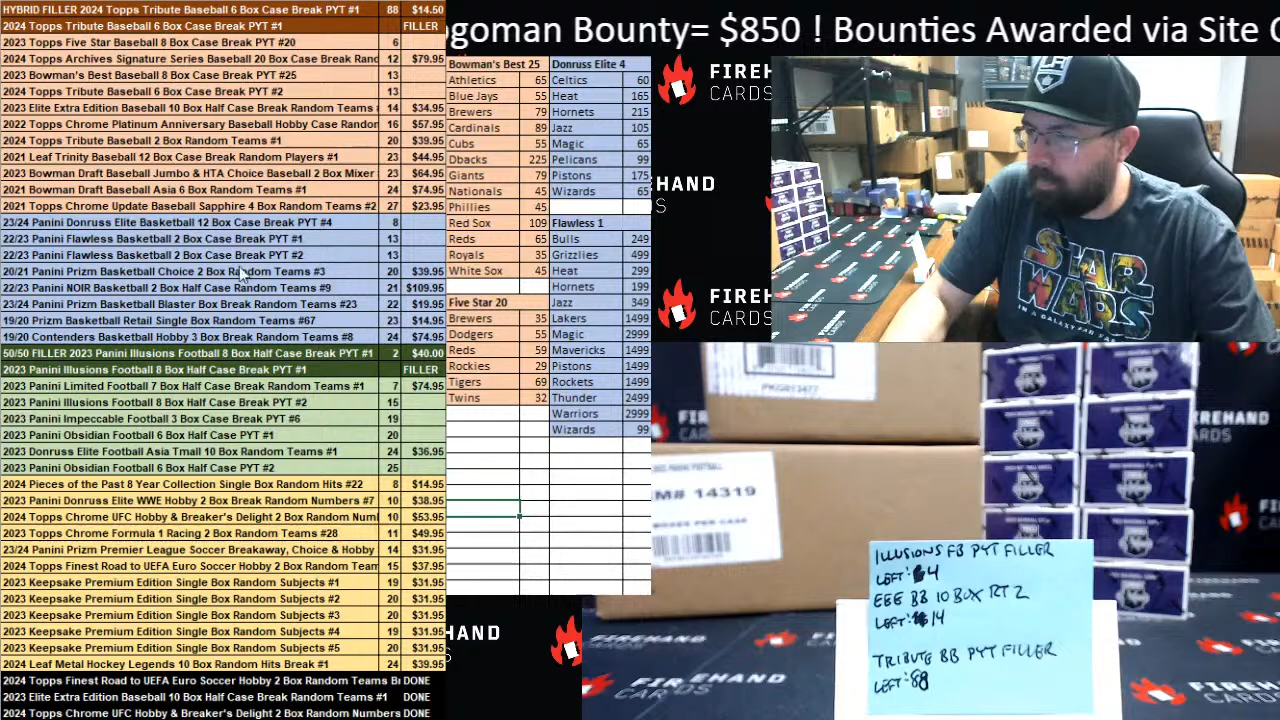 HYBRID FILLER 2024 Topps Tribute Baseball 6 Box Case Break PYT #1 88 $14.50
2024 Topps Tribute Baseball 6 Box Case Break PYT #1 FILLER
2023 Topps Five Star Baseball 8 Box Case Break PYT #20 6
2024 Topps Archives Signature Series Baseball 20 Box Case Break Rand 12 $79.95
2023 Bowman's Best Baseball 8 Box Case Break PYT #25 13
2024 Topps Tribute Baseball 6 Box Case Break PYT #2 13
2023 Elite Extra Edition Baseball 10 Box Half Case Break Random Teams 14 $34.95
2022 Topps Chrome Platinum Anniversary Baseball Hobby Case Random 16 $57.95
2024 Topps Tribute Baseball 2 Box Random Teams #1 20 $39.95
2021 Leaf Trinity Baseball 12 Box Case Break Random Players #1 23 $44.95
2023 Bowman Draft Baseball Jumbo & HTA Choice Baseball 2 Box Mixer 23 $64.95
2021 Bowman Draft Baseball Asia 6 Box Random Teams #1 24 $74.95
2021 Topps Chrome Update Baseball Sapphire 4 Box Random Teams #2 27 $23.95
23/24 Panini Donruss Elite Basketball 12 Box Case Break PYT #4 8
22/23 Panini Flawless Basketball 2 Box Case Break PYT #1 13
22/23 Panini Flawless Basketball 2 Box Case Break PYT #2 13
20/21 Panini Prizm Basketball Choice 2 Box Random Teams #3 20 $39.95
22/23 Panini NOIR Basketball 2 Box Half Case Random Teams #9 21 $109.95
23/24 Panini Prizm Basketball Blaster Box Break Random Teams #23 22 $19.95
19/20 Prizm Basketball Retail Single Box Random Teams #67 23 $14.95
19/20 Contenders Basketball Hobby 3 Box Break Random Teams #8 24 $74.95
50/50 FILLER 2023 Panini Illusions Football 8 Box Half Case Break PYT #1 2 $40.00
2023 Panini Illusions Football 8 Box Half Case Break PYT #1 FILLER
2023 Panini Limited Football 7 Box Half Case Break Random Teams #1 7 $74.95
2023 Panini Illusions Football 8 Box Half Case Break PYT #2 15
2023 Panini Impeccable Football 3 Box Case Break PYT #6 19
2023 Panini Obsidian Football 6 Box Half Case PYT #1 20
2023 Donruss Elite Football Asia Tmall 10 Box Random Teams #1 24 $36.95
2023 Panini Obsidian Football 6 Box Half Case PYT #2 25
2024 Pieces of the Past 8 Year Collection Single Box Random Hits #22 8 $14.95
2023 Panini Donruss Elite WWE Hobby 2 Box Break Random Numbers #7 10 $38.95
2024 Topps Chrome UFC Hobby & Breaker's Delight 2 Box Random Numl 10 $53.95
2023 Topps Chrome Formula 1 Racing 2 Box Random Teams #28 11 $49.95
23/24 Panini Prizm Premier League Soccer Breakaway, Choice & Hobby 14 $31.95
2024 Topps Finest Road to UEFA Euro Soccer Hobby 2 Box Random Team 15 $37.95
2023 Keepsake Premium Edition Single Box Random Subjects #1 19 $31.95
2023 Keepsake Premium Edition Single Box Random Subjects #2 20 $31.95
2023 Keepsake Premium Edition Single Box Random Subjects #3 20 $31.95
2023 Keepsake Premium Edition Single Box Random Subjects #4 19 $31.95
2023 Keepsake Premium Edition Single Box Random Subjects #5 20 $31.95
2024 Leaf Metal Hockey Legends 10 Box Random Hits Break #1 24 $39.95
2024 Topps Finest Road to UEFA Euro Soccer Hobby 2 Box Random Teams B DONE
2023 Elite Extra Edition Baseball 10 Box Half Case Break Random Teams #1 DONE
2024 Topps Chrome UFC Hobby & Breaker's Delight 2 Box Random Numbers DONE
ogoman Bounty= $850 ! Bounties Awarded via Site C
Bowman's Best 25
Athletics 65
Blue Jays 55
Brewers 79
Cardinals 89
Cubs 55
Dbacks 225
Giants 79
Nationals 45
Phillies 45
Red Sox 109
Reds 65
Royals 35
White Sox 45
Five Star 20
Brewers 35
Dodgers 55
Reds 59
Rockies 29
Tigers 69
Twins 32
Donruss Elite 4
Celtics 60
Heat 165
Hornets 215
Jazz 105
Magic 65
Pelicans 99
Pistons 175
Wizards 65
Flawless 1
Bulls 249
Grizzlies 499
Heat 299
Hornets 199
Jazz 349
Lakers 1499
Magic 2999
Mavericks 1499
Pistons 1499
Rockets 1499
Thunder 2499
Warriors 2999
Wizards 99
FIREH
CARDS
HAND
S
FIREH
CARDS
HAND
STAR
WARS
M# 14319
FIREHAND
CARDS
ILLUSIONS FB PYT FILLER
LEFT: 4
EEE BB 10 BOX RT 2
LEFT: 14
TRIBUTE BB PYT FILLER
LEFT: 88
FIREHAND
CARDS